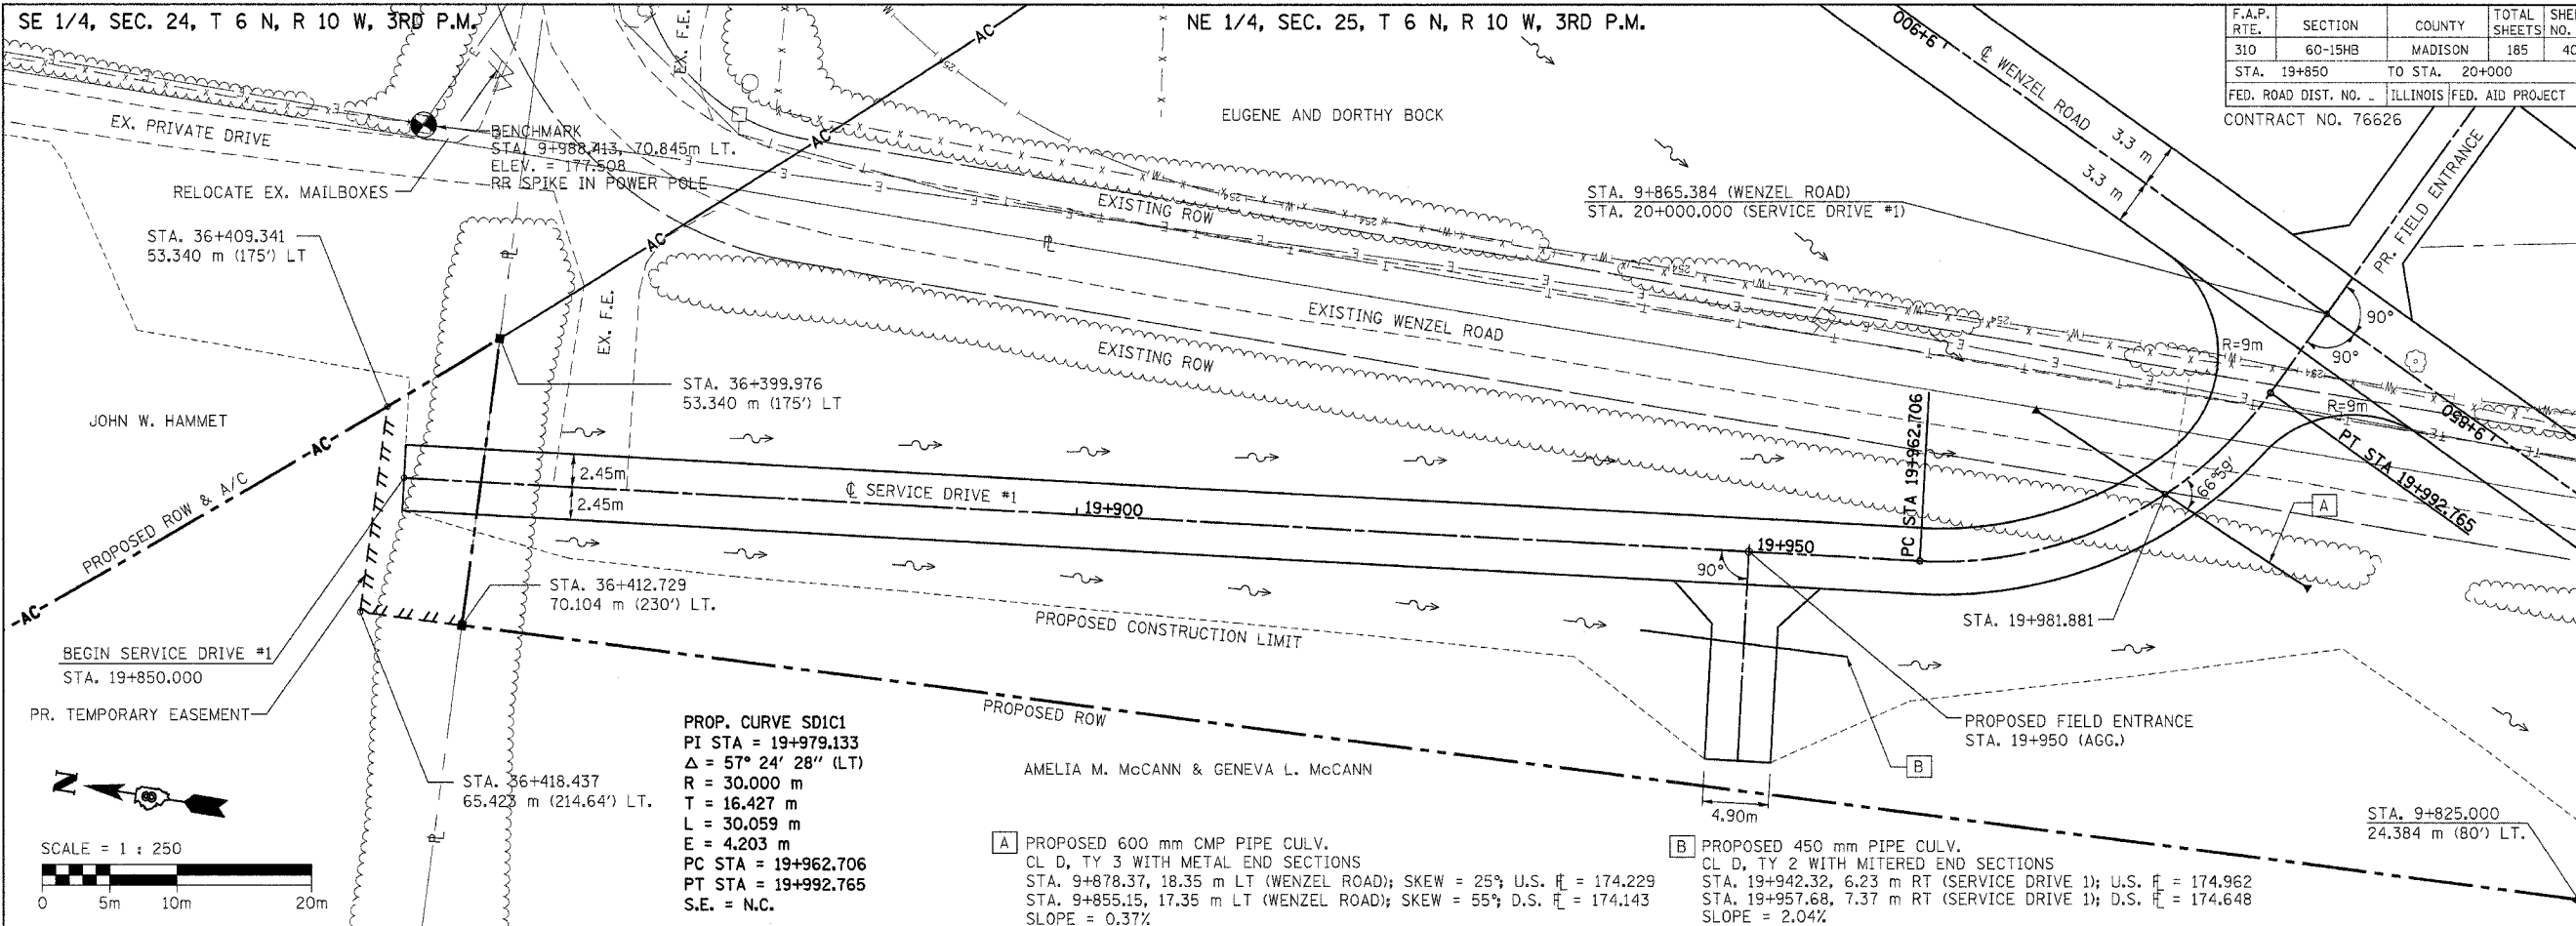 SE 1/4, SEC. 24, T 6 N, R 10 W, 3RD P.M.
NE 1/4, SEC. 25, T 6 N, R 10 W, 3RD P.M.
F.A.P. RTE. SECTION COUNTY TOTAL SHEETS
310 60-15HB MADISON 185
STA. 19+850 TO STA. 20+000
FED. ROAD DIST. NO. _ ILLINOIS FED. AID PROJECT
CONTRACT NO. 76626
9+900
℄ WENZEL ROAD
3.3 m
3.3 m
PR. FIELD ENTRANCE
EUGENE AND DORTHY BOCK
EX. F.E.
AC
AC
AC
EX. PRIVATE DRIVE
BENCHMARK
STA. 9+988.413, 70.845m LT.
ELEV. = 177.508
RR SPIKE IN POWER POLE
RELOCATE EX. MAILBOXES
EXISTING ROW
STA. 9+865.384 (WENZEL ROAD)
STA. 20+000.000 (SERVICE DRIVE #1)
STA. 36+409.341
53.340 m (175') LT
EX. F.E.
EXISTING WENZEL ROAD
EXISTING ROW
90°
90°
R=9m
R=9m
9+850
STA. 36+399.976
53.340 m (175') LT
JOHN W. HAMMET
AC
AC
PROPOSED ROW & A/C
2.45m
2.45m
℄ SERVICE DRIVE #1
19+900
19+950
90°
PC STA 19+962.706
66°59'
PT STA 19+992.765
A
STA. 36+412.729
70.104 m (230') LT.
PROPOSED CONSTRUCTION LIMIT
STA. 19+981.881
BEGIN SERVICE DRIVE #1
STA. 19+850.000
PR. TEMPORARY EASEMENT
PROPOSED ROW
PROPOSED FIELD ENTRANCE
STA. 19+950 (AGG.)
B
4.90m
AMELIA M. McCANN & GENEVA L. McCANN
STA. 36+418.437
65.423 m (214.64') LT.
PROP. CURVE SD1C1
PI STA = 19+979.133
Δ = 57° 24' 28" (LT)
R = 30.000 m
T = 16.427 m
L = 30.059 m
E = 4.203 m
PC STA = 19+962.706
PT STA = 19+992.765
S.E. = N.C.
N
SCALE = 1 : 250
0 5m 10m 20m
A PROPOSED 600 mm CMP PIPE CULV.
CL D, TY 3 WITH METAL END SECTIONS
STA. 9+878.37, 18.35 m LT (WENZEL ROAD); SKEW = 25°; U.S. FL = 174.229
STA. 9+855.15, 17.35 m LT (WENZEL ROAD); SKEW = 55°; D.S. FL = 174.143
SLOPE = 0.37%
B PROPOSED 450 mm PIPE CULV.
CL D, TY 2 WITH MITERED END SECTIONS
STA. 19+942.32, 6.23 m RT (SERVICE DRIVE 1); U.S. FL = 174.962
STA. 19+957.68, 7.37 m RT (SERVICE DRIVE 1); D.S. FL = 174.648
SLOPE = 2.04%
STA. 9+825.000
24.384 m (80') LT.